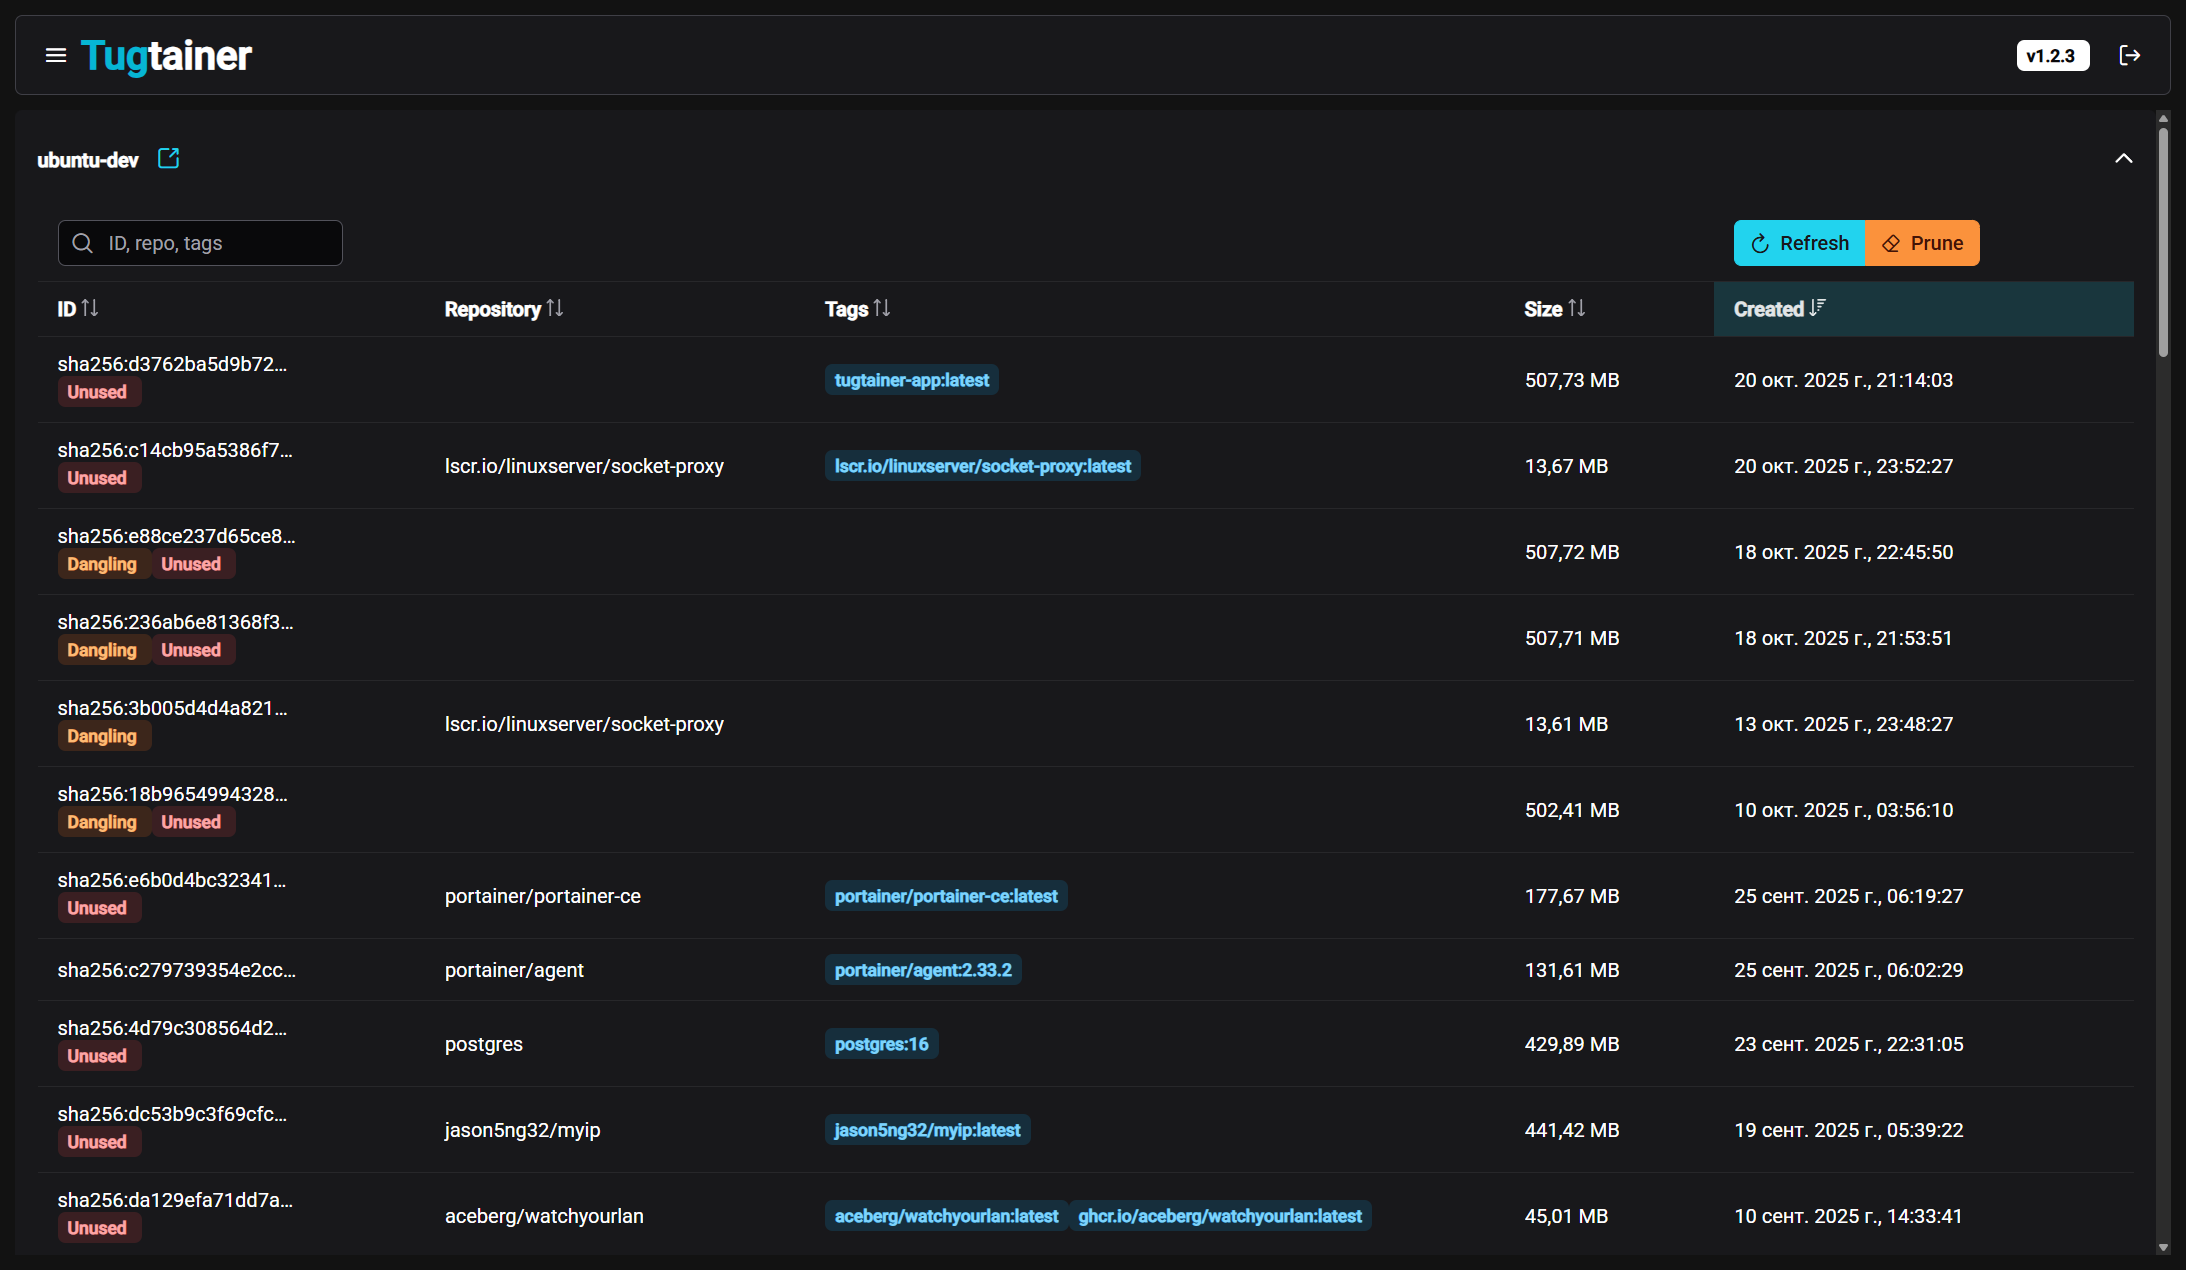 Tugtainer
v1.2.3
ubuntu-dev
ID, repo, tags
Refresh
Prune
ID
Repository
Tags
Size
Created
sha256:d3762ba5d9b72...
Unused
tugtainer-app:latest
507,73 MB
20 окт. 2025 г., 21:14:03
sha256:c14cb95a5386f7...
Unused
lscr.io/linuxserver/socket-proxy
lscr.io/linuxserver/socket-proxy:latest
13,67 MB
20 окт. 2025 г., 23:52:27
sha256:e88ce237d65ce8...
Dangling
Unused
507,72 MB
18 окт. 2025 г., 22:45:50
sha256:236ab6e81368f3...
Dangling
Unused
507,71 MB
18 окт. 2025 г., 21:53:51
sha256:3b005d4d4a821...
Dangling
lscr.io/linuxserver/socket-proxy
13,61 MB
13 окт. 2025 г., 23:48:27
sha256:18b9654994328...
Dangling
Unused
502,41 MB
10 окт. 2025 г., 03:56:10
sha256:e6b0d4bc32341...
Unused
portainer/portainer-ce
portainer/portainer-ce:latest
177,67 MB
25 сент. 2025 г., 06:19:27
sha256:c279739354e2cc...
portainer/agent
portainer/agent:2.33.2
131,61 MB
25 сент. 2025 г., 06:02:29
sha256:4d79c308564d2...
Unused
postgres
postgres:16
429,89 MB
23 сент. 2025 г., 22:31:05
sha256:dc53b9c3f69cfc...
Unused
jason5ng32/myip
jason5ng32/myip:latest
441,42 MB
19 сент. 2025 г., 05:39:22
sha256:da129efa71dd7a...
Unused
aceberg/watchyourlan
aceberg/watchyourlan:latest
ghcr.io/aceberg/watchyourlan:latest
45,01 MB
10 сент. 2025 г., 14:33:41